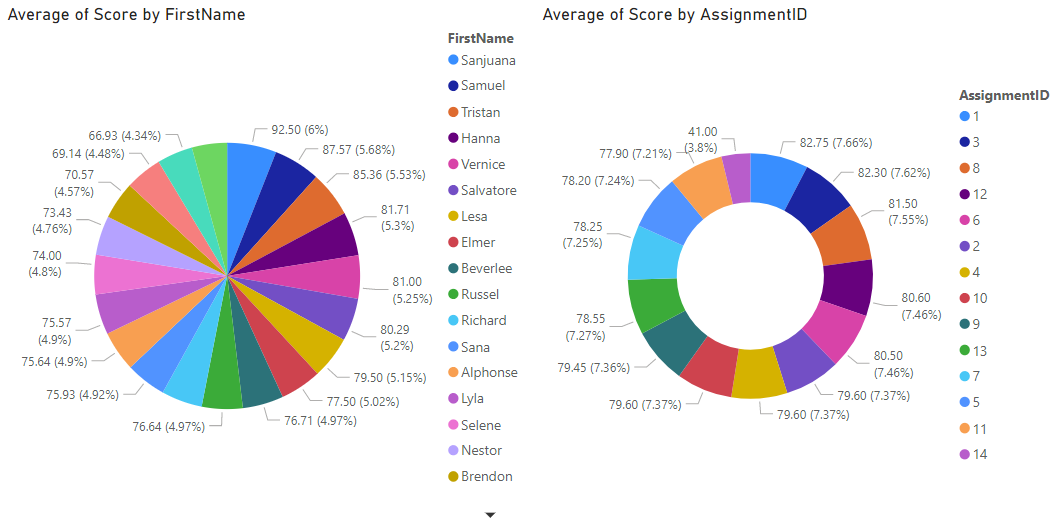 Average of Score by FirstName
92.50 (6%)
87.57 (5.68%)
85.36 (5.53%)
81.71
(5.3%)
81.00
(5.25%)
80.29
(5.2%)
79.50 (5.15%)
77.50 (5.02%)
76.71 (4.97%)
76.64 (4.97%)
75.93 (4.92%)
75.64 (4.9%)
75.57
(4.9%)
74.00
(4.8%)
73.43
(4.76%)
70.57
(4.57%)
69.14 (4.48%)
66.93 (4.34%)
FirstName
Sanjuana
Samuel
Tristan
Hanna
Vernice
Salvatore
Lesa
Elmer
Beverlee
Russel
Richard
Sana
Alphonse
Lyla
Selene
Nestor
Brendon
Average of Score by AssignmentID
82.75 (7.66%)
82.30 (7.62%)
81.50
(7.55%)
80.60
(7.46%)
80.50
(7.46%)
79.60 (7.37%)
79.60 (7.37%)
79.60 (7.37%)
79.45 (7.36%)
78.55
(7.27%)
78.25
(7.25%)
78.20 (7.24%)
77.90 (7.21%)
41.00
(3.8%)
AssignmentID
1
3
8
12
6
2
4
10
9
13
7
5
11
14